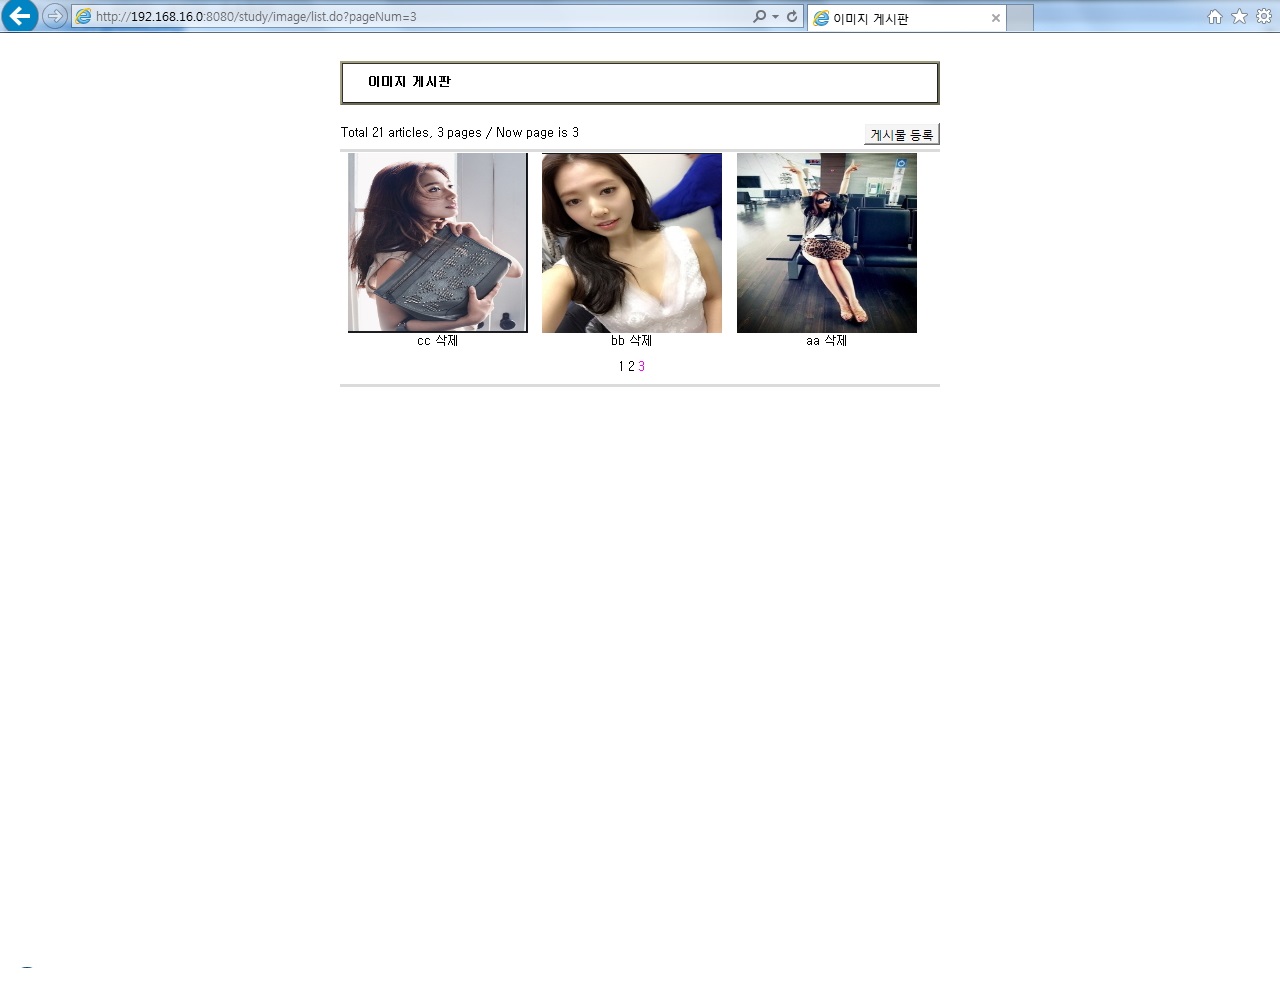 http://192.168.16.0:8080/study/image/list.do?pageNum=3
이미지 게시판
이미지 게시판
Total 21 articles, 3 pages / Now page is 3
게시물 등록
cc 삭제
bb 삭제
aa 삭제
1 2 3